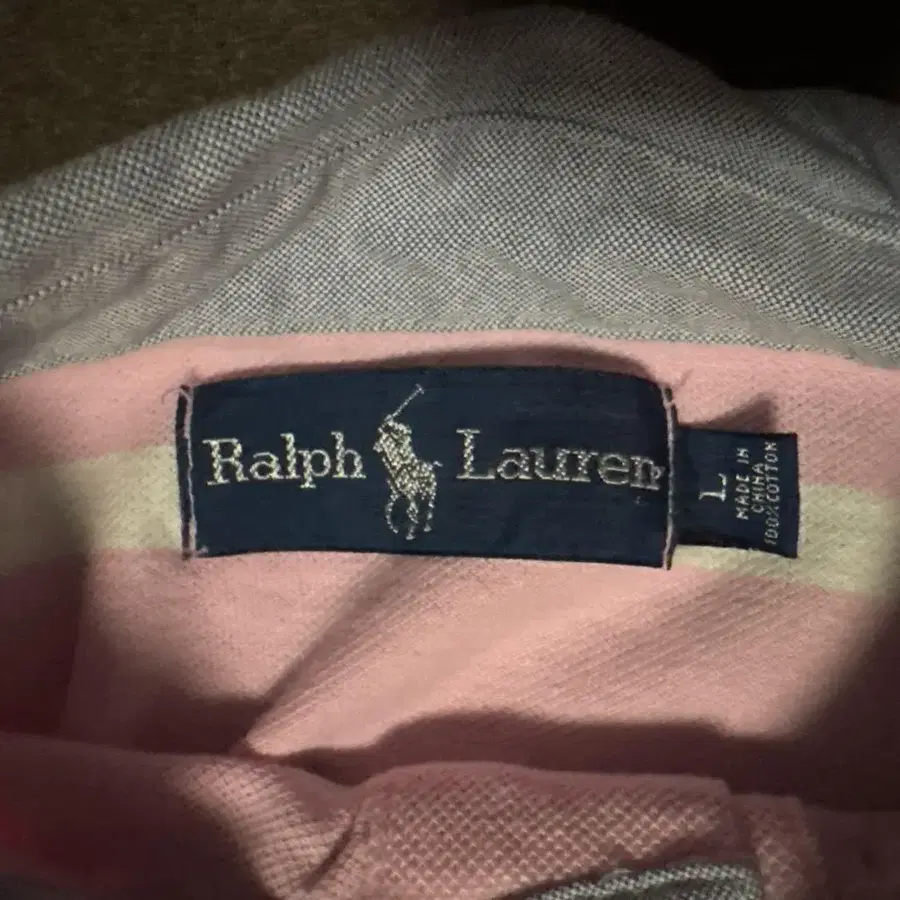 Ralph Lauren
L
MADE IN
CHINA
100%COTTON